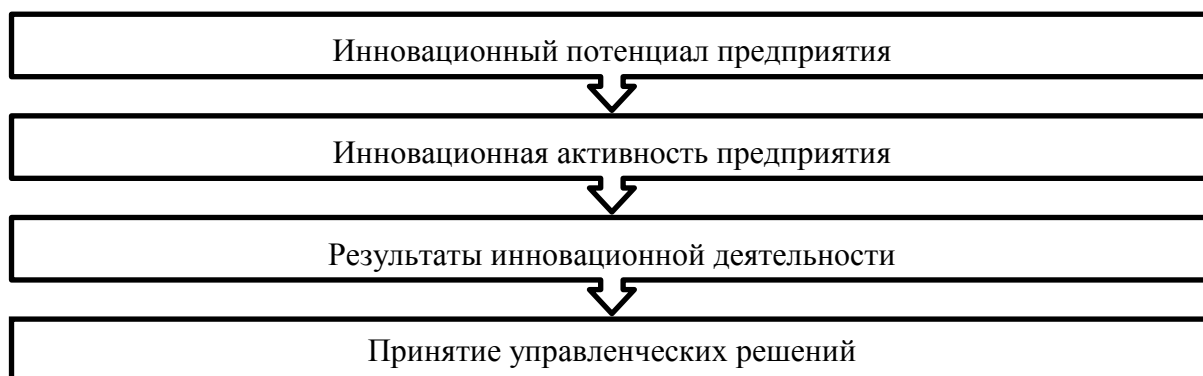 Инновационный потенциал предприятия
Инновационная активность предприятия
Результаты инновационной деятельности
Принятие управленческих решений